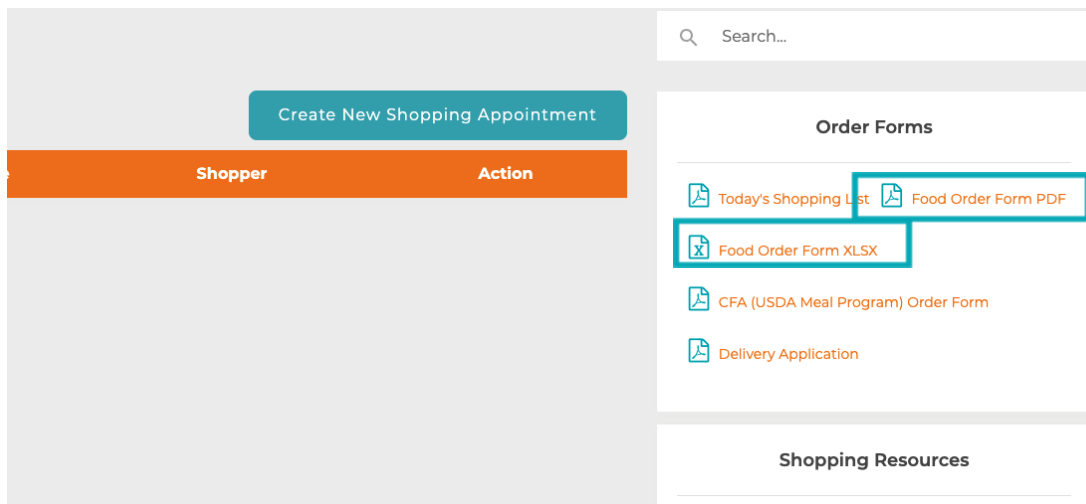 Search...
Create New Shopping Appointment
Order Forms
Shopper Action
Today's Shopping List Food Order Form PDF
Food Order Form XLSX
CFA (USDA Meal Program) Order Form
Delivery Application
Shopping Resources